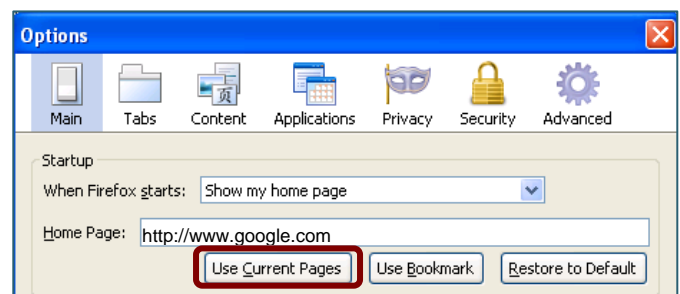 Options
Main Tabs Content Applications Privacy Security Advanced
页
Startup
When Firefox starts: Show my home page
Home Page: http://www.google.com
Use Current Pages Use Bookmark Restore to Default